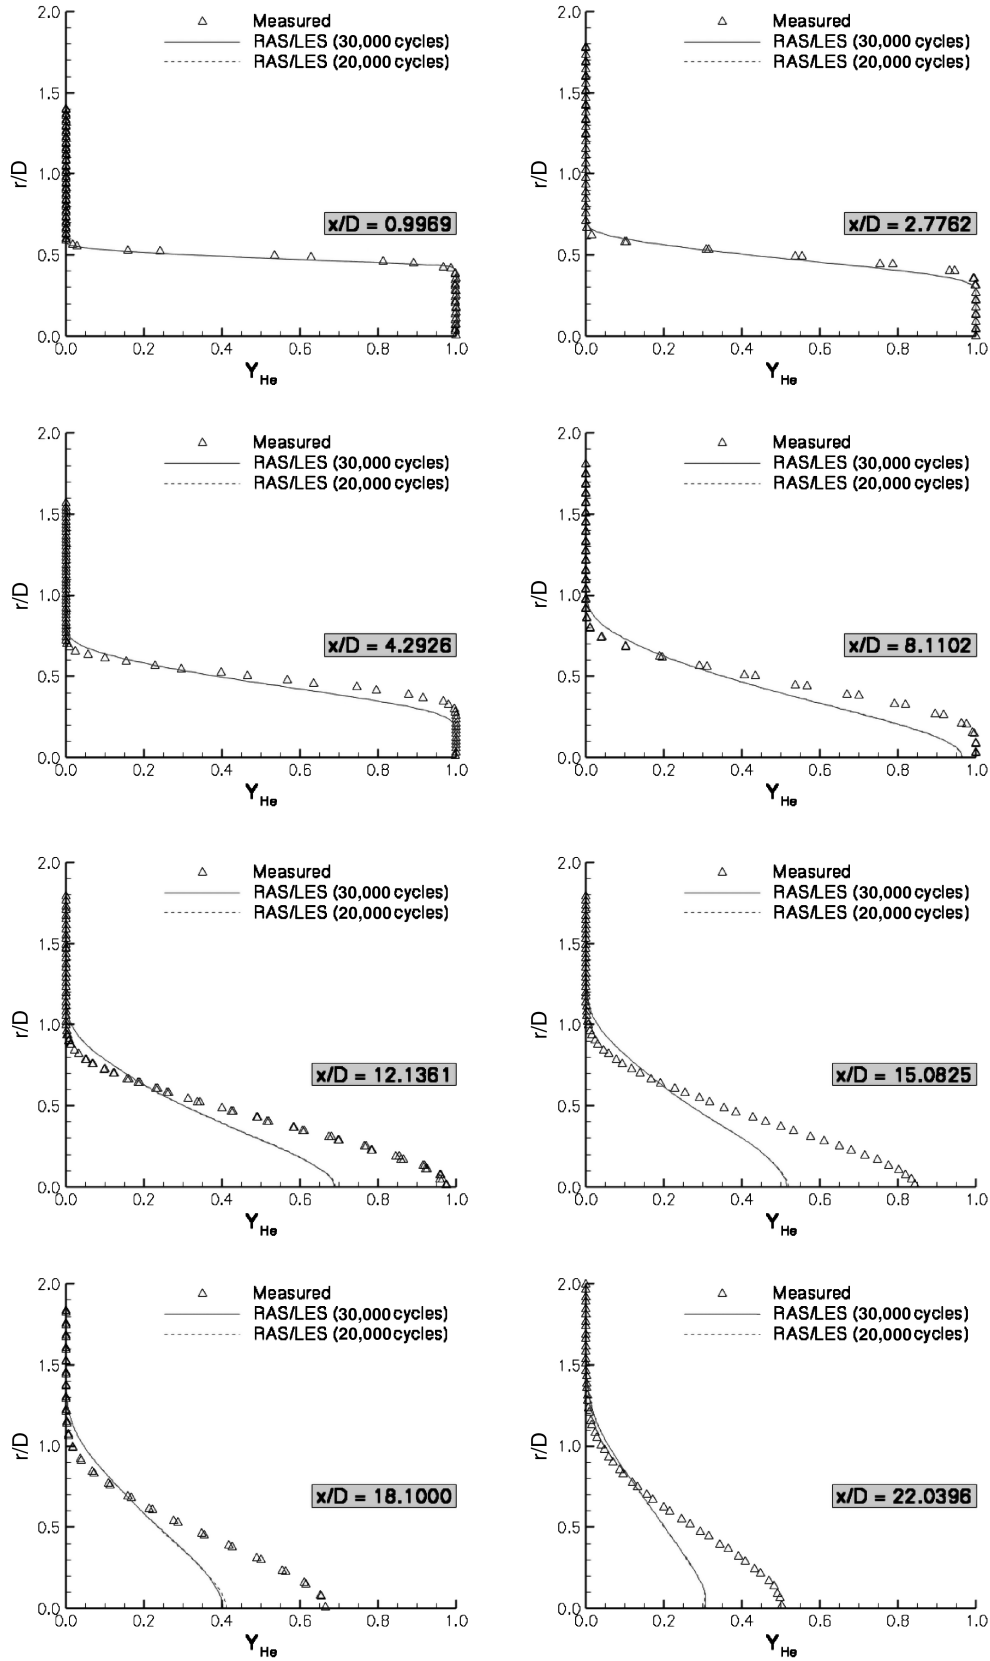 2.0
1.5
1.0
0.5
0.0
r/D
Measured
RAS/LES (30,000 cycles)
RAS/LES (20,000 cycles)
x/D = 0.9969
0.0 0.2 0.4 0.6 0.8 1.0
Y He
2.0
1.5
1.0
0.5
0.0
r/D
Measured
RAS/LES (30,000 cycles)
RAS/LES (20,000 cycles)
x/D = 2.7762
0.0 0.2 0.4 0.6 0.8 1.0
Y He
2.0
1.5
1.0
0.5
0.0
r/D
Measured
RAS/LES (30,000 cycles)
RAS/LES (20,000 cycles)
x/D = 4.2926
0.0 0.2 0.4 0.6 0.8 1.0
Y He
2.0
1.5
1.0
0.5
0.0
r/D
Measured
RAS/LES (30,000 cycles)
RAS/LES (20,000 cycles)
x/D = 8.1102
0.0 0.2 0.4 0.6 0.8 1.0
Y He
2.0
1.5
1.0
0.5
0.0
r/D
Measured
RAS/LES (30,000 cycles)
RAS/LES (20,000 cycles)
x/D = 12.1361
0.0 0.2 0.4 0.6 0.8 1.0
Y He
2.0
1.5
1.0
0.5
0.0
r/D
Measured
RAS/LES (30,000 cycles)
RAS/LES (20,000 cycles)
x/D = 15.0825
0.0 0.2 0.4 0.6 0.8 1.0
Y He
2.0
1.5
1.0
0.5
0.0
r/D
Measured
RAS/LES (30,000 cycles)
RAS/LES (20,000 cycles)
x/D = 18.1000
0.0 0.2 0.4 0.6 0.8 1.0
Y He
2.0
1.5
1.0
0.5
0.0
r/D
Measured
RAS/LES (30,000 cycles)
RAS/LES (20,000 cycles)
x/D = 22.0396
0.0 0.2 0.4 0.6 0.8 1.0
Y He